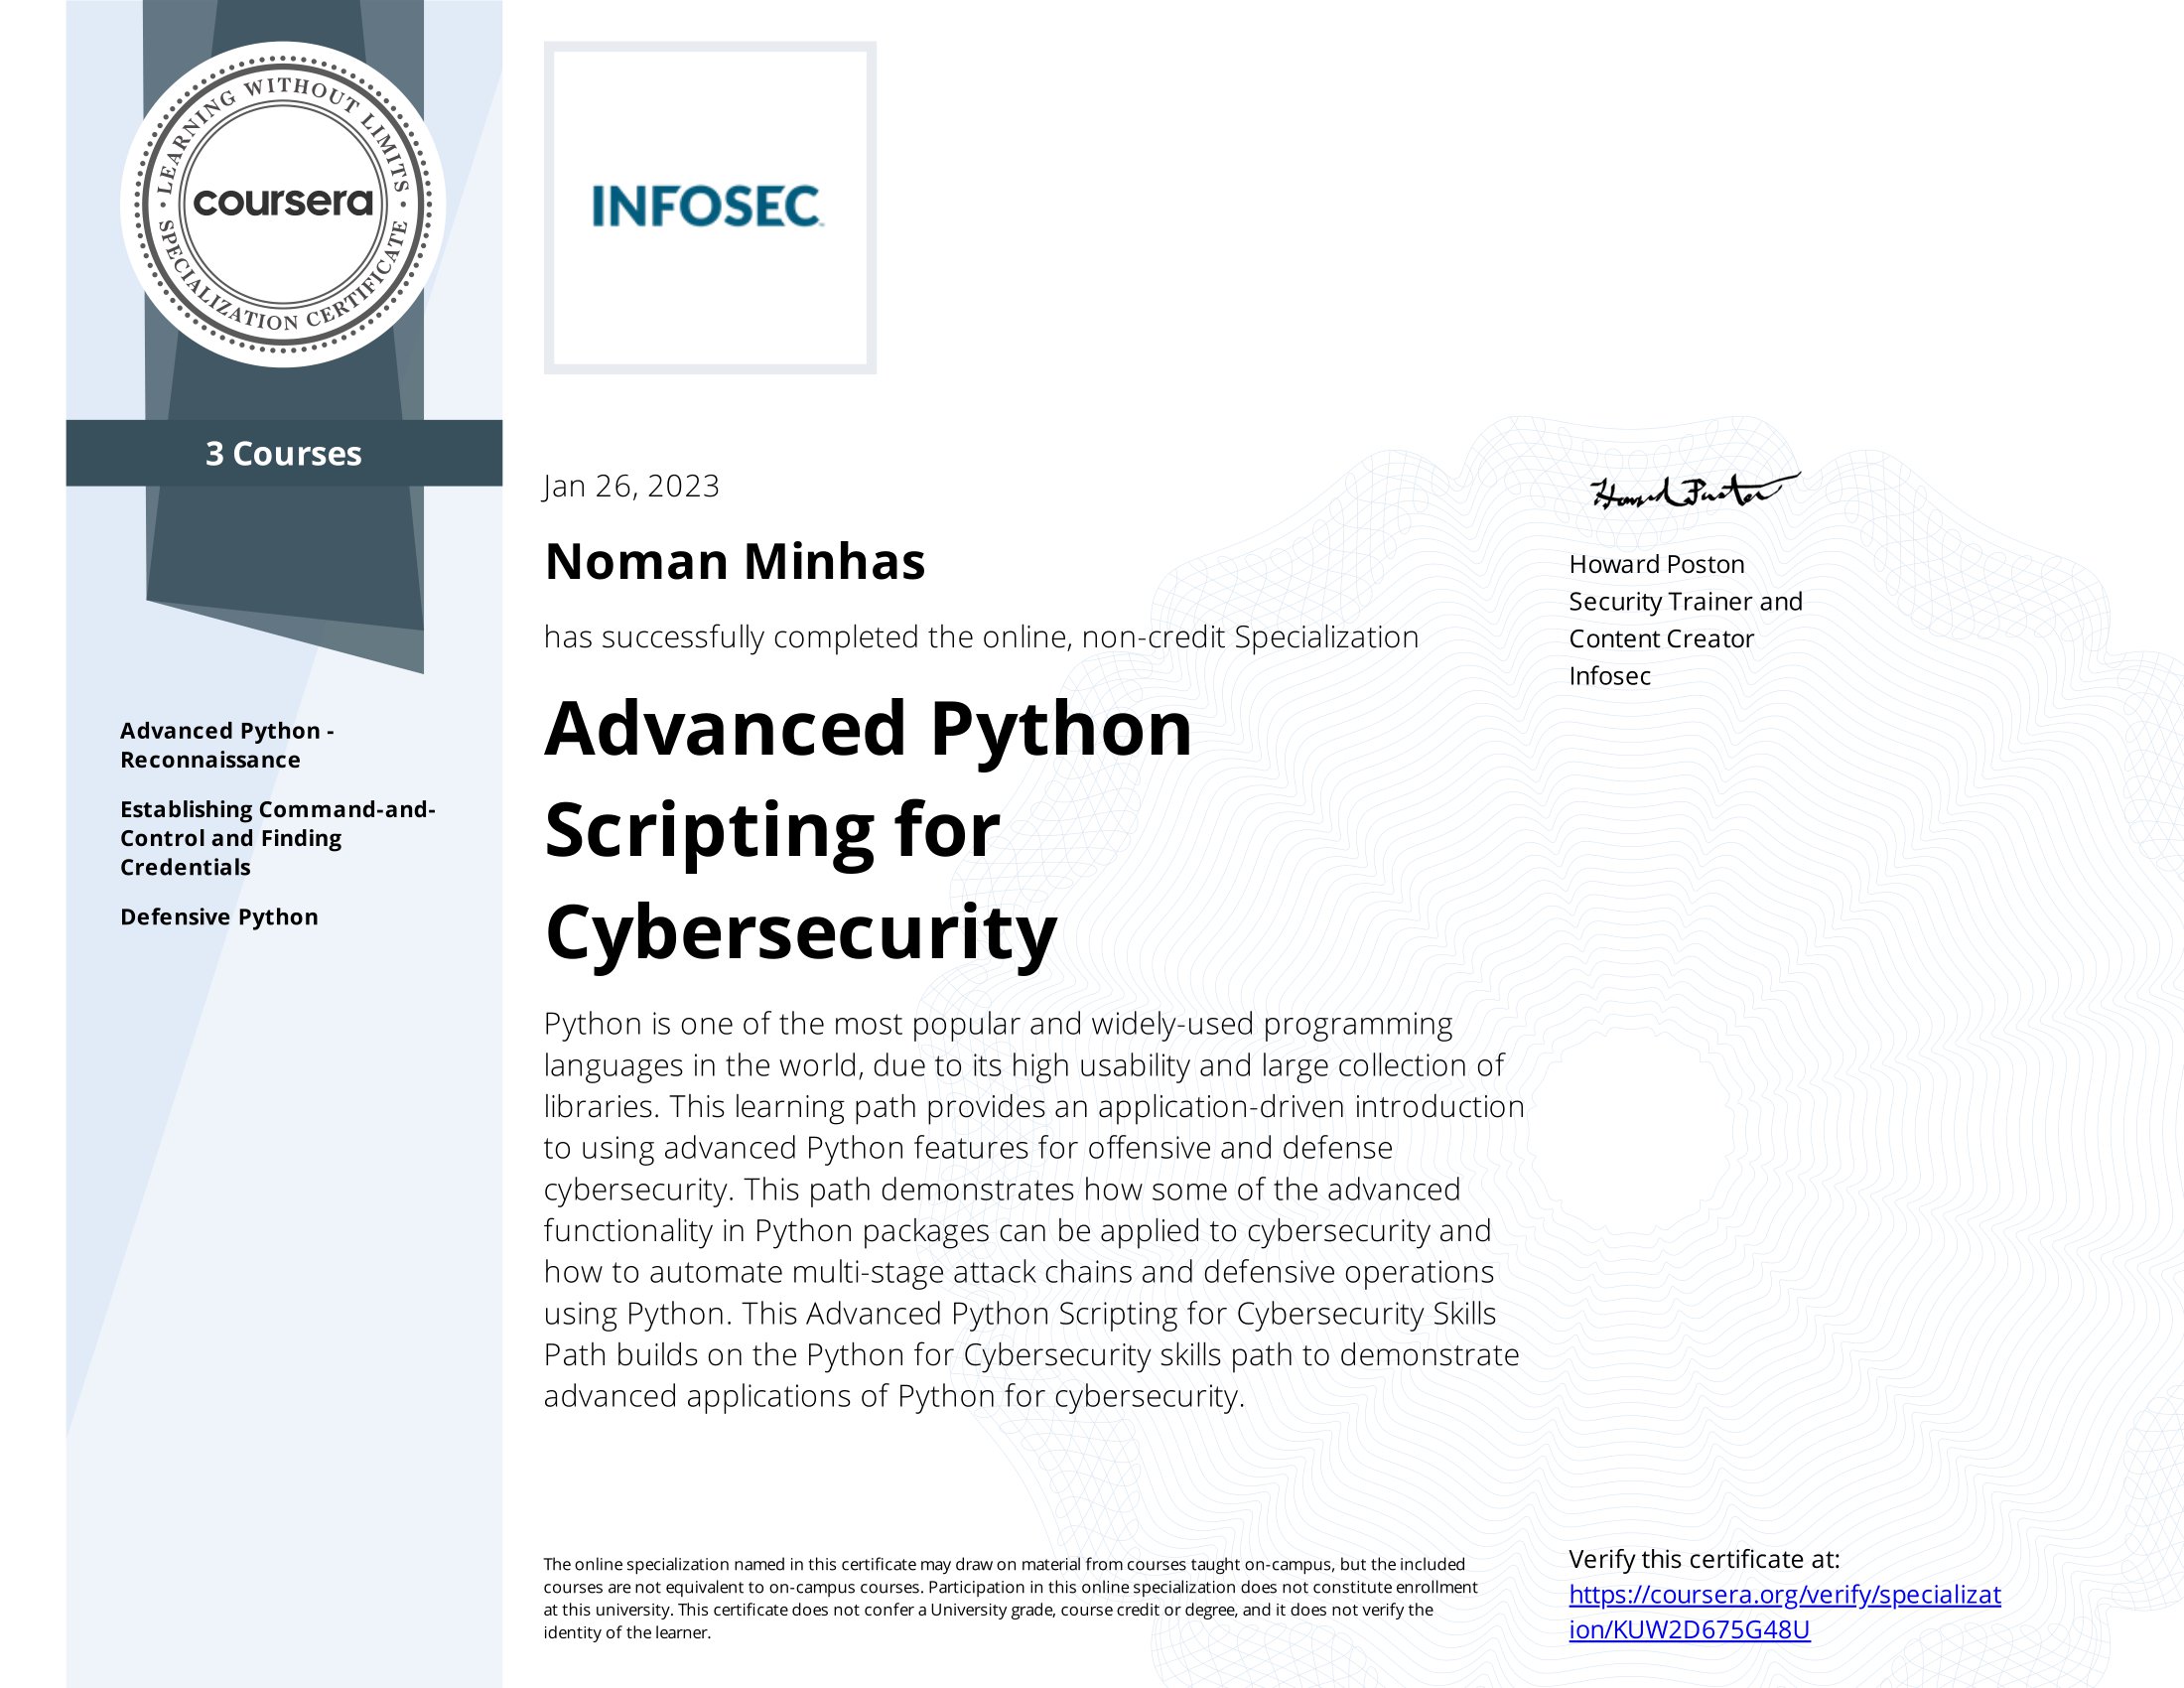 LEARNING WITHOUT LIMITS
coursera
SPECIALIZATION CERTIFICATE
3 Courses
Advanced Python -
Reconnaissance
Establishing Command-and-
Control and Finding
Credentials
Defensive Python
INFOSEC
Jan 26, 2023
Noman Minhas
has successfully completed the online, non-credit Specialization
Advanced Python
Scripting for
Cybersecurity
Python is one of the most popular and widely-used programming
languages in the world, due to its high usability and large collection of
libraries. This learning path provides an application-driven introduction
to using advanced Python features for offensive and defense
cybersecurity. This path demonstrates how some of the advanced
functionality in Python packages can be applied to cybersecurity and
how to automate multi-stage attack chains and defensive operations
using Python. This Advanced Python Scripting for Cybersecurity Skills
Path builds on the Python for Cybersecurity skills path to demonstrate
advanced applications of Python for cybersecurity.
Howard Poston
Howard Poston
Security Trainer and
Content Creator
Infosec
The online specialization named in this certificate may draw on material from courses taught on-campus, but the included
courses are not equivalent to on-campus courses. Participation in this online specialization does not constitute enrollment
at this university. This certificate does not confer a University grade, course credit or degree, and it does not verify the
identity of the learner.
Verify this certificate at:
https://coursera.org/verify/specializat
ion/KUW2D675G48U